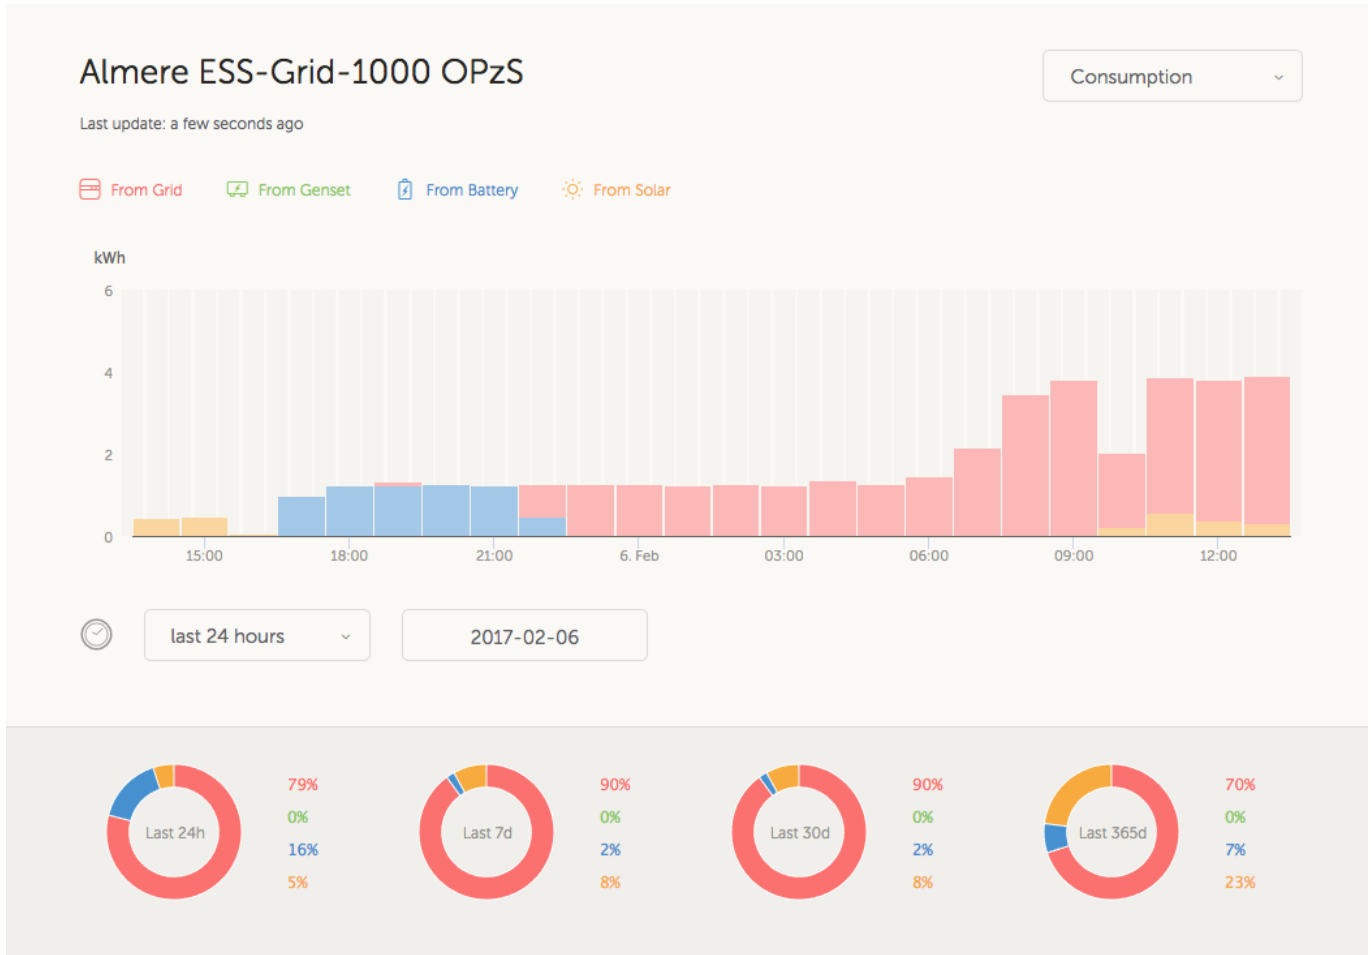 Almere ESS-Grid-1000 OPzS
Consumption
Last update: a few seconds ago
From Grid From Genset From Battery From Solar
kWh
6
4
2
0
15:00 18:00 21:00 6. Feb 03:00 06:00 09:00 12:00
last 24 hours 2017-02-06
Last 24h
79%
0%
16%
5%
Last 7d
90%
0%
2%
8%
Last 30d
90%
0%
2%
8%
Last 365d
70%
0%
7%
23%